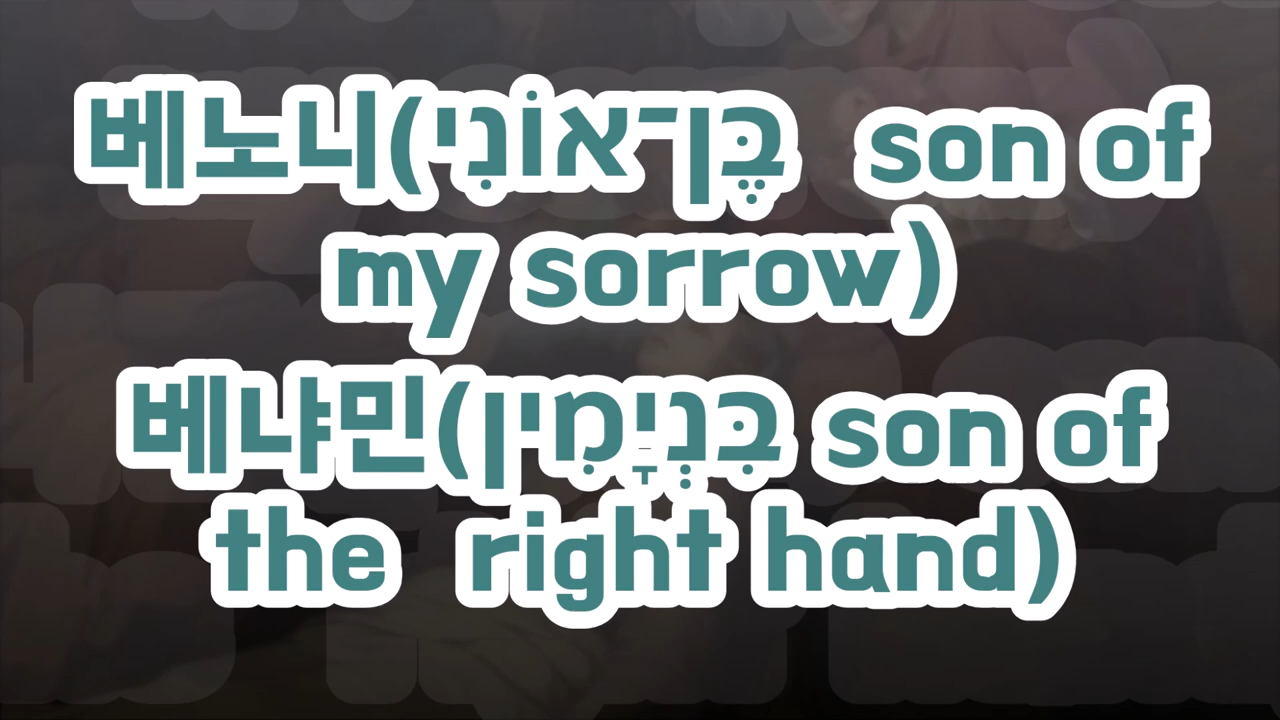 베노니(בֶּן־אוֹנִי son of
my sorrow)
베냐민(בִּנְיָמִין son of
the right hand)